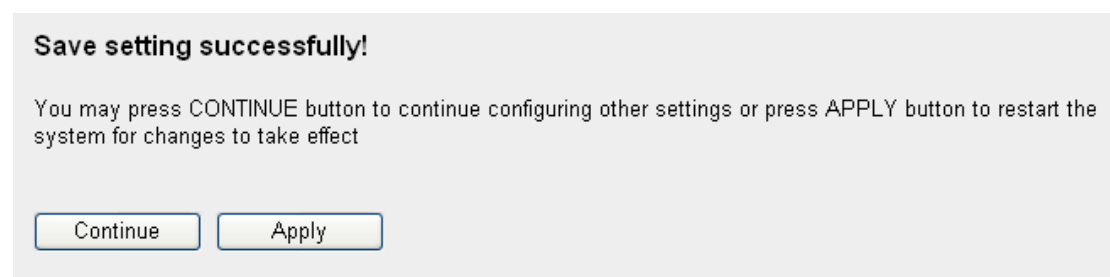 Save setting successfully!
You may press CONTINUE button to continue configuring other settings or press APPLY button to restart the
system for changes to take effect
Continue
Apply